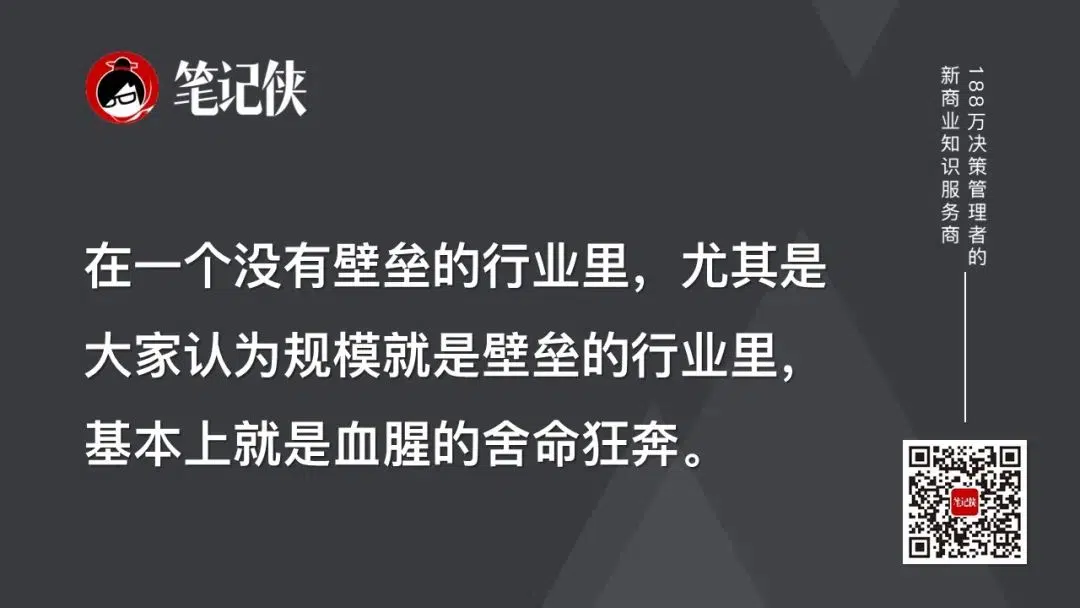 笔记侠
188万决策管理者的
新商业知识服务商
在一个没有壁垒的行业里，尤其是
大家认为规模就是壁垒的行业里，
基本上就是血腥的舍命狂奔。
笔记侠